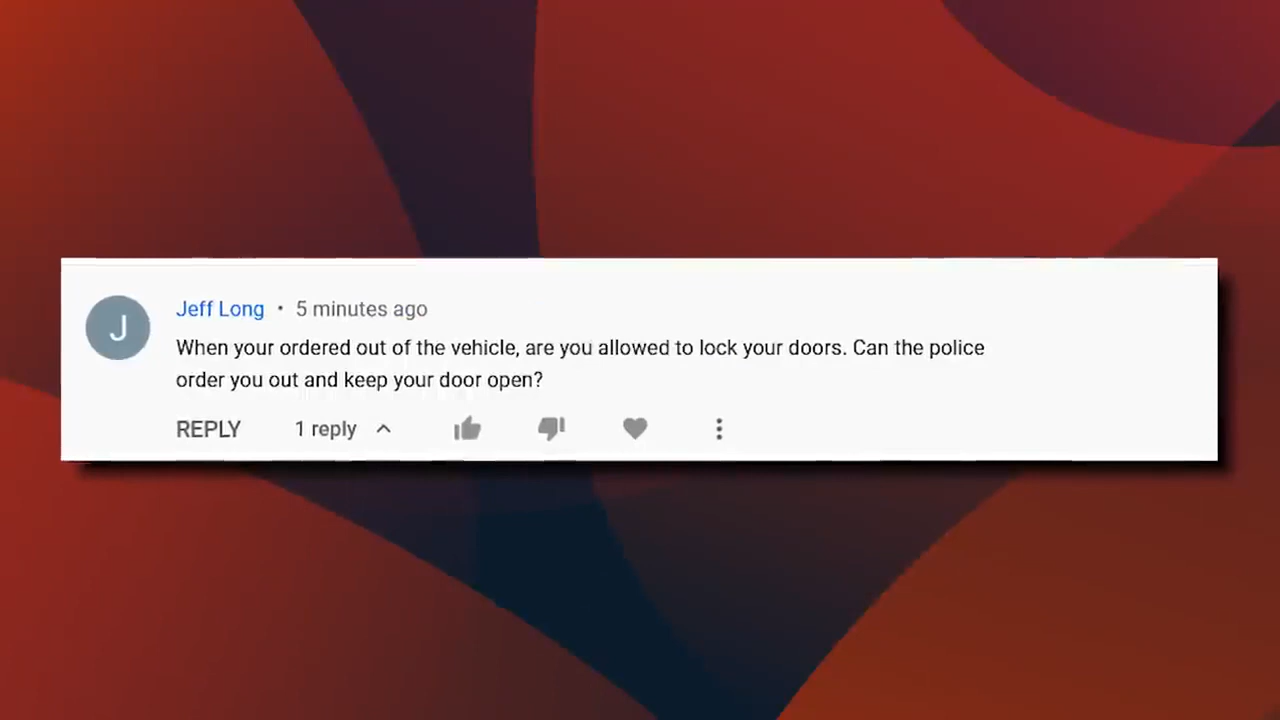 J
Jeff Long • 5 minutes ago
When your ordered out of the vehicle, are you allowed to lock your doors. Can the police
order you out and keep your door open?
REPLY 1 reply